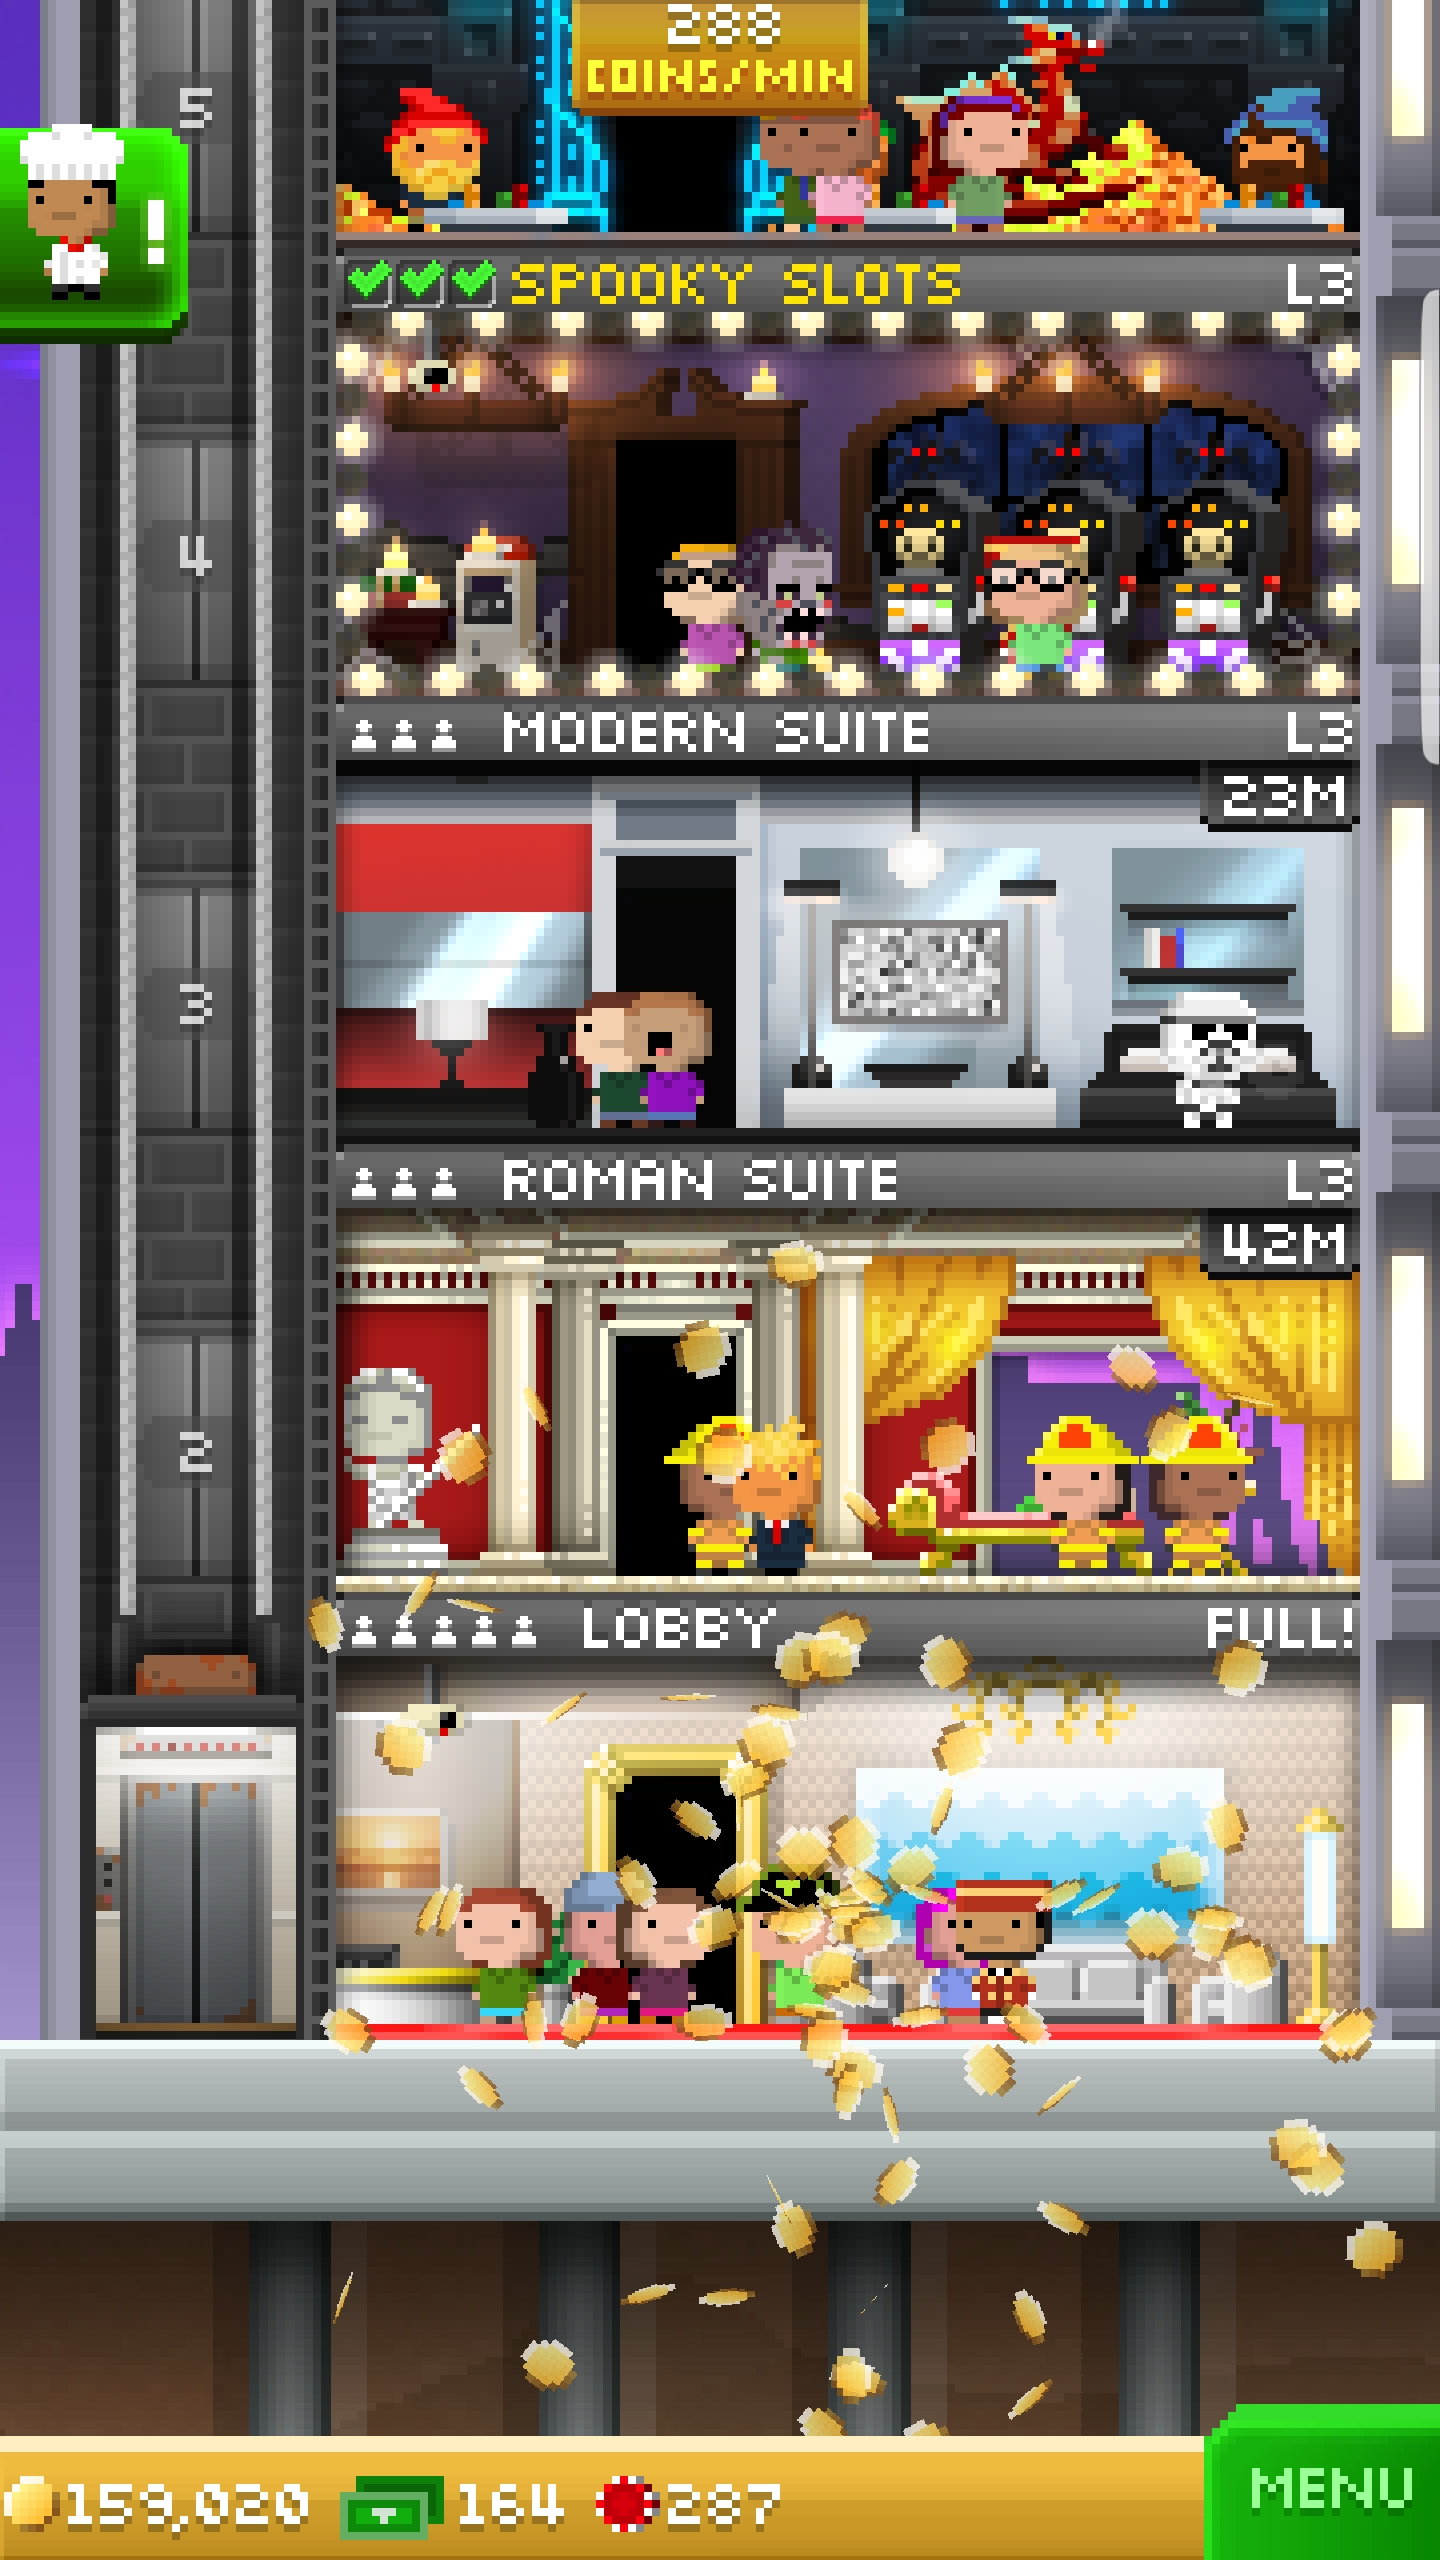 288
COINS/MIN
5
!
SPOOKY SLOTS L3
4
MODERN SUITE L3
23M
3
ROMAN SUITE L3
42M
2
LOBBY FULL!
159,020 164 287
MENU